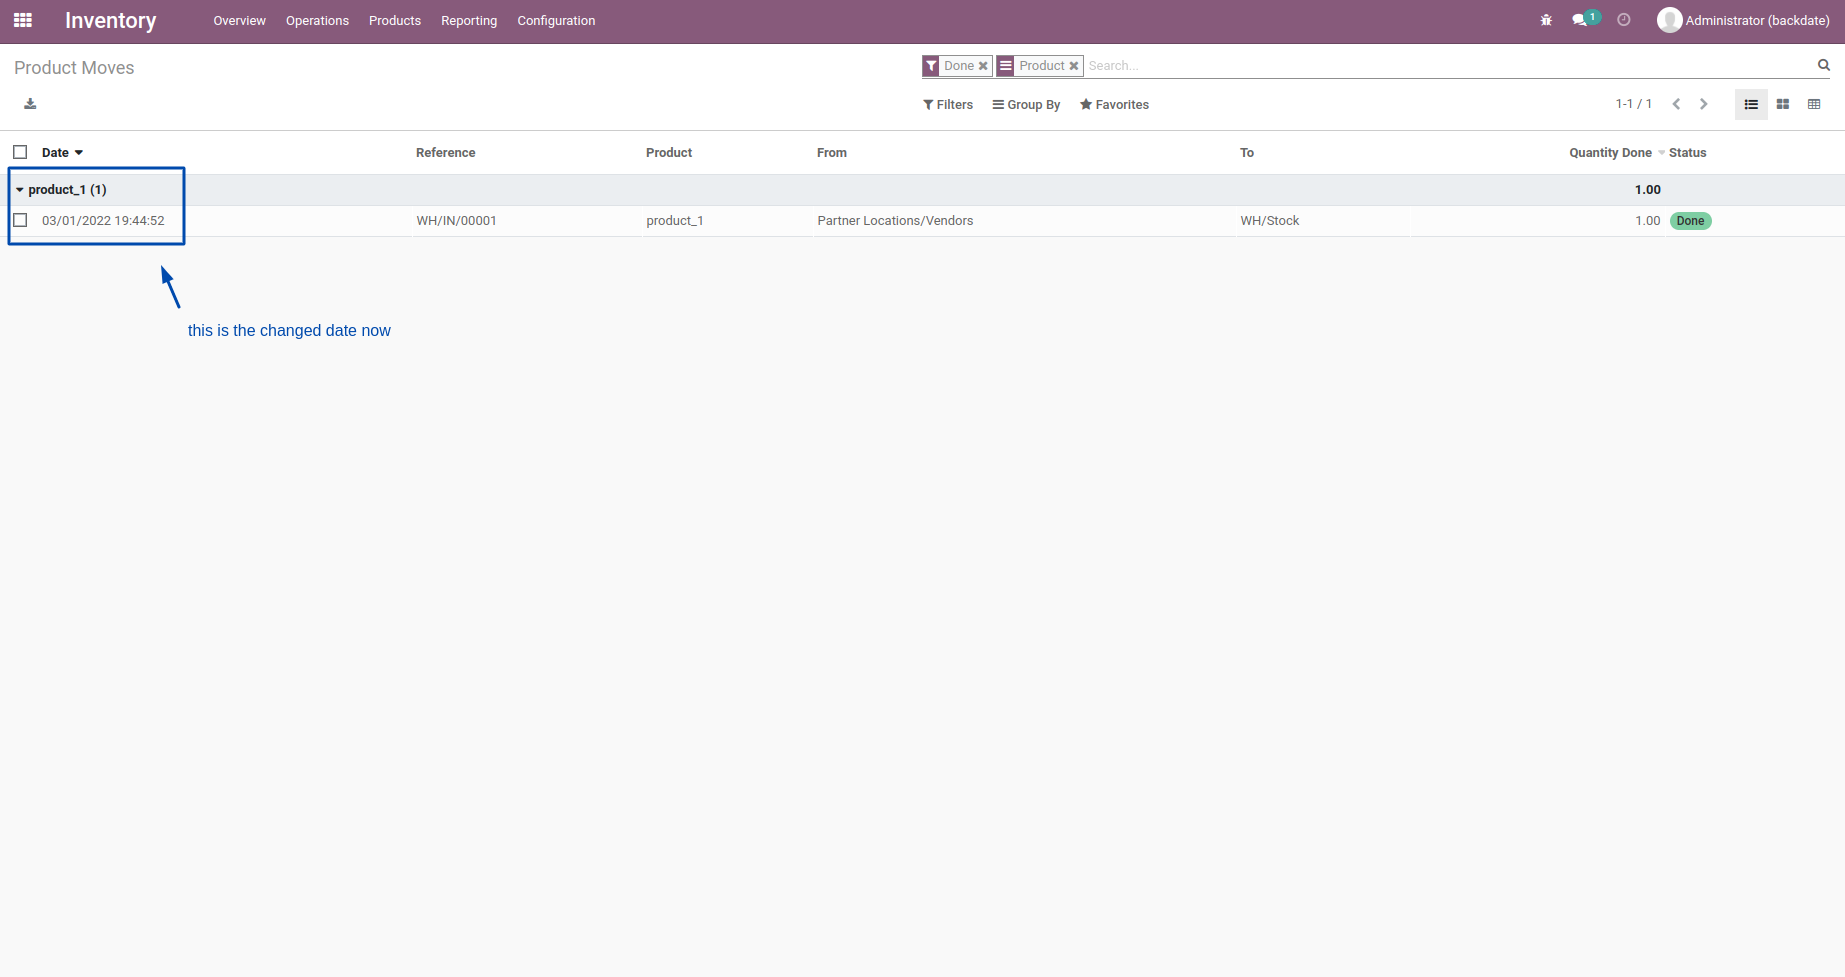 Inventory Overview Operations Products Reporting Configuration 1 Administrator (backdate)
Product Moves Done Product Search...
Filters Group By Favorites 1-1 / 1
Date Reference Product From To Quantity Done Status
product_1 (1) 1.00
03/01/2022 19:44:52 WH/IN/00001 product_1 Partner Locations/Vendors WH/Stock 1.00 Done
this is the changed date now